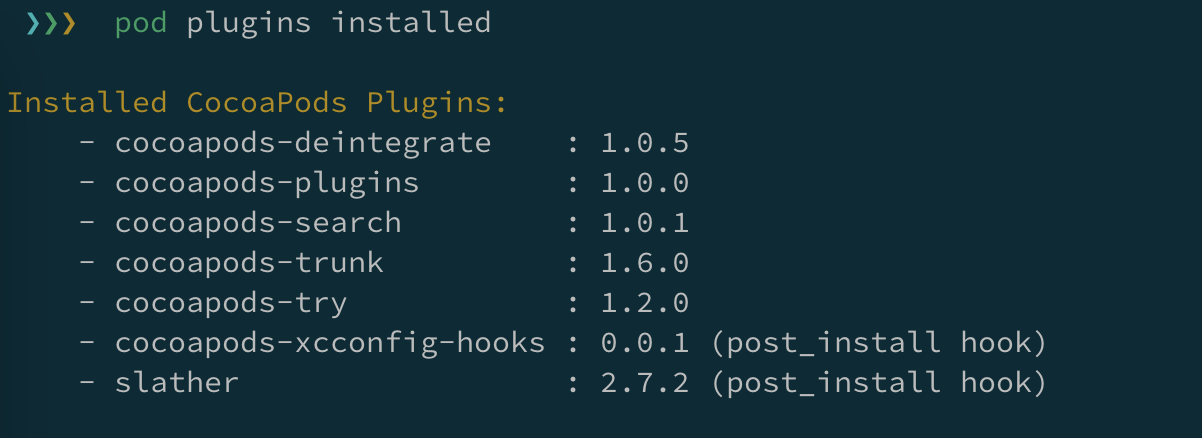 ❯❯❯ pod plugins installed
Installed CocoaPods Plugins:
- cocoapods-deintegrate : 1.0.5
- cocoapods-plugins : 1.0.0
- cocoapods-search : 1.0.1
- cocoapods-trunk : 1.6.0
- cocoapods-try : 1.2.0
- cocoapods-xcconfig-hooks : 0.0.1 (post_install hook)
- slather : 2.7.2 (post_install hook)